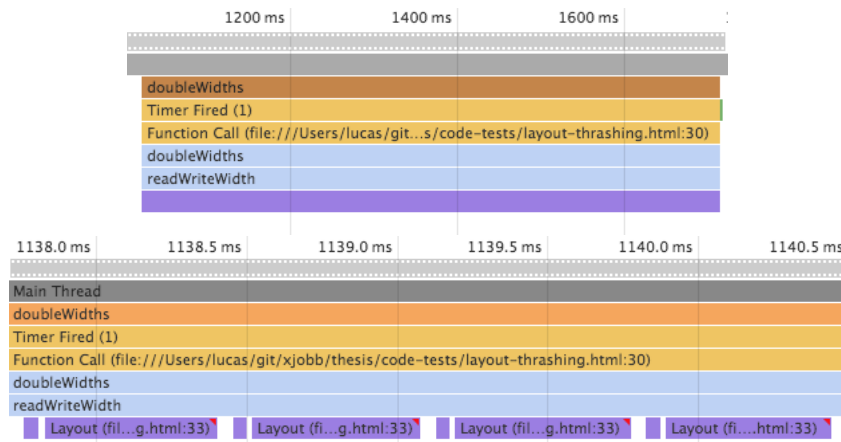 1200 ms 1400 ms 1600 ms
doubleWidths
Timer Fired (1)
Function Call (file:///Users/lucas/git...s/code-tests/layout-thrashing.html:30)
doubleWidths
readWriteWidth
1138.0 ms 1138.5 ms 1139.0 ms 1139.5 ms 1140.0 ms 1140.5 ms
Main Thread
doubleWidths
Timer Fired (1)
Function Call (file:///Users/lucas/git/xjobb/thesis/code-tests/layout-thrashing.html:30)
doubleWidths
readWriteWidth
Layout (fil...g.html:33) Layout (fi...g.html:33) Layout (fil...g.html:33) Layout (fi....html:33)